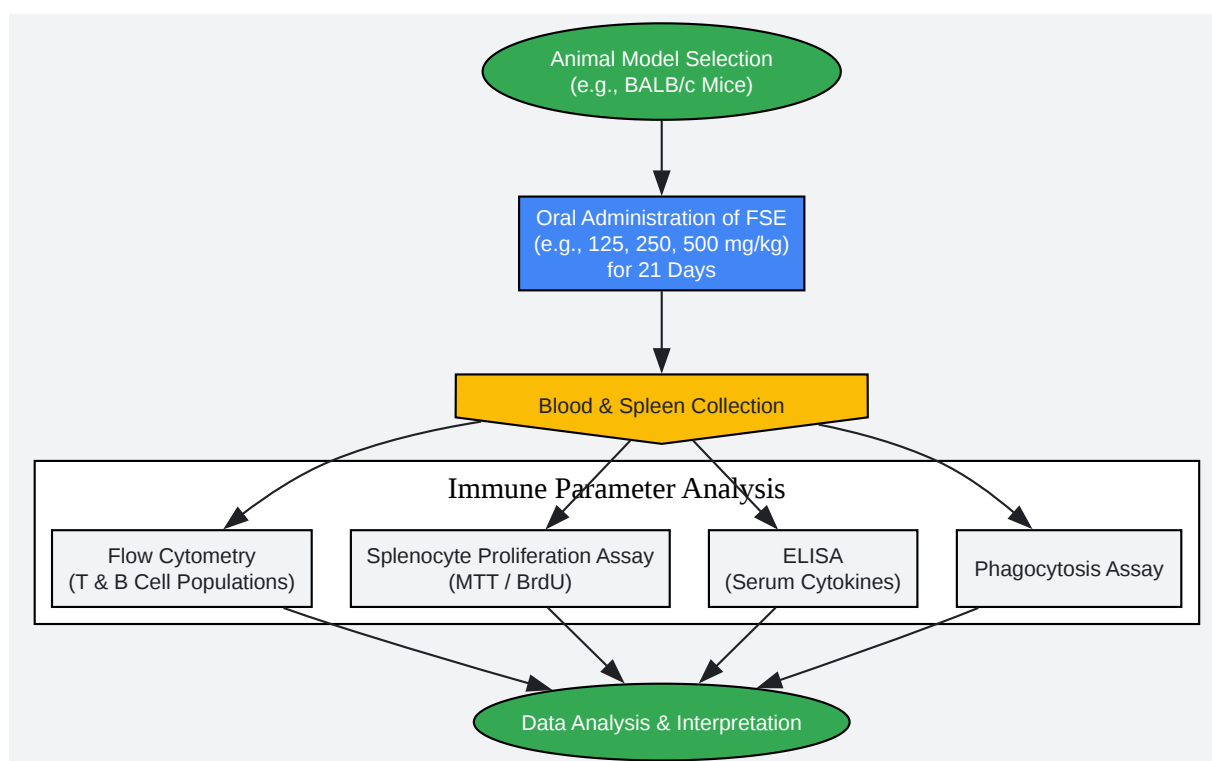 Animal Model Selection
(e.g., BALB/c Mice)
Oral Administration of FSE
(e.g., 125, 250, 500 mg/kg)
for 21 Days
Blood & Spleen Collection
Immune Parameter Analysis
Flow Cytometry
(T & B Cell Populations)
Splenocyte Proliferation Assay
(MTT / BrdU)
ELISA
(Serum Cytokines)
Phagocytosis Assay
Data Analysis & Interpretation